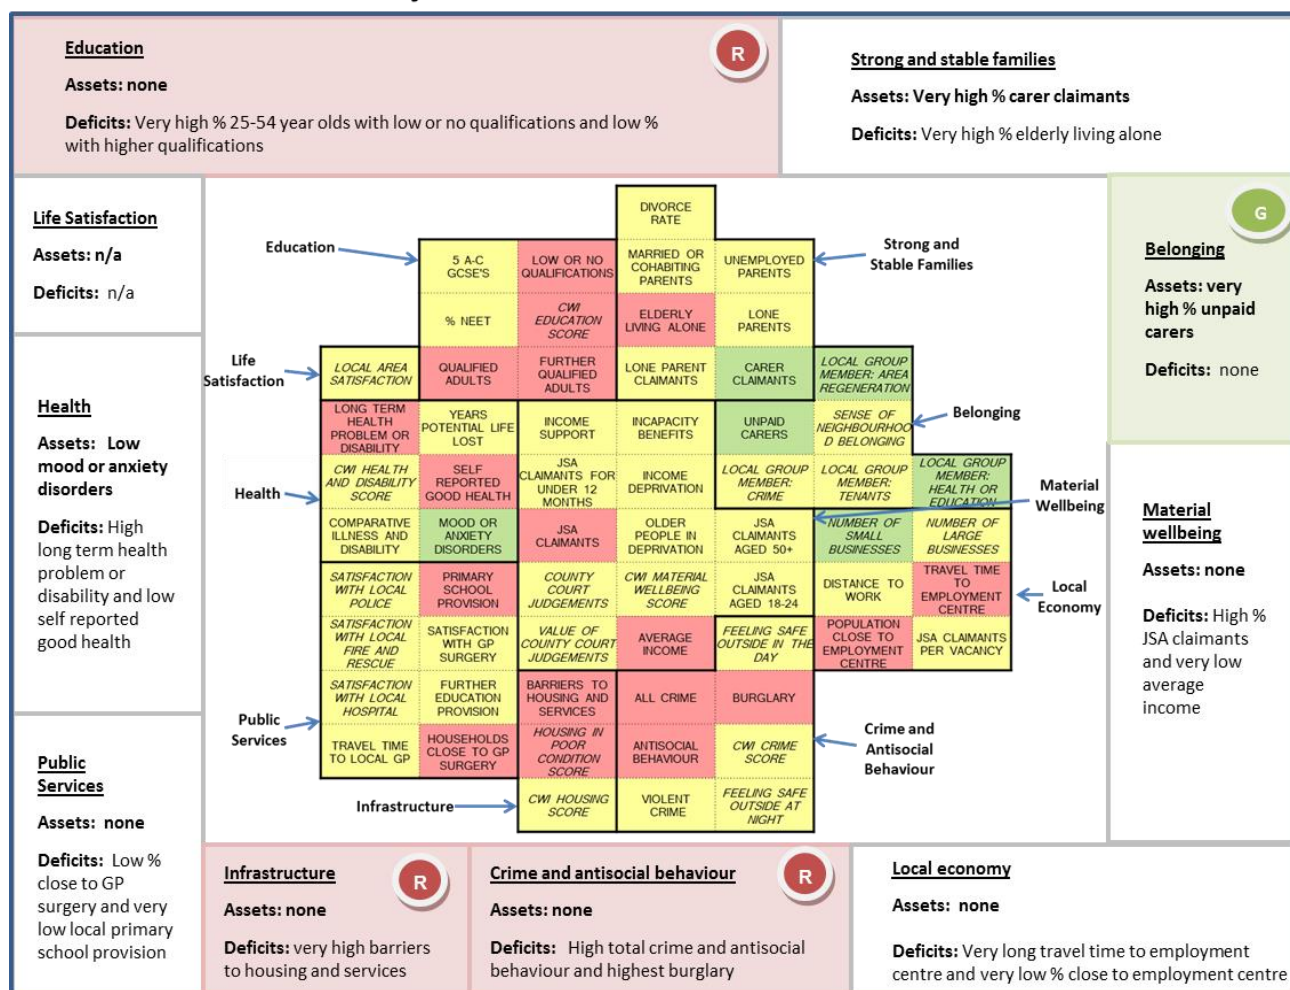 Education
R
Assets: none
Deficits: Very high % 25-54 year olds with low or no qualifications and low %
with higher qualifications
Strong and stable families
Assets: Very high % carer claimants
Deficits: Very high % elderly living alone
Life Satisfaction
Assets: n/a
Deficits: n/a
Health
Assets: Low
mood or anxiety
disorders
Deficits: High
long term health
problem or
disability and low
self reported
good health
Public
Services
Assets: none
Deficits: Low %
close to GP
surgery and very
low local primary
school provision
Education
Strong and
Stable Families
Life
Satisfaction
Belonging
Health
Material
Wellbeing
Local
Economy
Public
Services
Crime and
Antisocial
Behaviour
Infrastructure
DIVORCE
RATE
5 A-C
GCSE'S
LOW OR NO
QUALIFICATIONS
MARRIED OR
COHABITING
PARENTS
UNEMPLOYED
PARENTS
% NEET
CWI
EDUCATION
SCORE
ELDERLY
LIVING ALONE
LONE
PARENTS
LOCAL AREA
SATISFACTION
QUALIFIED
ADULTS
FURTHER
QUALIFIED
ADULTS
LONE PARENT
CLAIMANTS
CARER
CLAIMANTS
LOCAL GROUP
MEMBER: AREA
REGENERATION
LONG TERM
HEALTH
PROBLEM OR
DISABILITY
YEARS
POTENTIAL LIFE
LOST
INCOME
SUPPORT
INCAPACITY
BENEFITS
UNPAID
CARERS
SENSE OF
NEIGHBOURHOO
D BELONGING
CWI HEALTH
AND DISABILITY
SCORE
SELF
REPORTED
GOOD HEALTH
JSA
CLAIMANTS FOR
UNDER 12
MONTHS
INCOME
DEPRIVATION
LOCAL GROUP
MEMBER:
CRIME
LOCAL GROUP
MEMBER:
TENANTS
LOCAL GROUP
MEMBER:
HEALTH OR
EDUCATION
COMPARATIVE
ILLNESS AND
DISABILITY
MOOD OR
ANXIETY
DISORDERS
JSA
CLAIMANTS
OLDER
PEOPLE IN
DEPRIVATION
JSA
CLAIMANTS
AGED 50+
NUMBER OF
SMALL
BUSINESSES
NUMBER OF
LARGE
BUSINESSES
SATISFACTION
WITH LOCAL
POLICE
PRIMARY
SCHOOL
PROVISION
COUNTY
COURT
JUDGEMENTS
CWI MATERIAL
WELLBEING
SCORE
JSA
CLAIMANTS
AGED 18-24
DISTANCE TO
WORK
TRAVEL TIME
TO
EMPLOYMENT
CENTRE
SATISFACTION
WITH LOCAL
FIRE AND
RESCUE
SATISFACTION
WITH GP
SURGERY
VALUE OF
COUNTY COURT
JUDGEMENTS
AVERAGE
INCOME
FEELING SAFE
OUTSIDE IN THE
DAY
POPULATION
CLOSE TO
EMPLOYMENT
CENTRE
JSA CLAIMANTS
PER VACANCY
SATISFACTION
WITH LOCAL
HOSPITAL
FURTHER
EDUCATION
PROVISION
BARRIERS TO
HOUSING AND
SERVICES
ALL CRIME
BURGLARY
TRAVEL TIME
TO LOCAL GP
HOUSEHOLDS
CLOSE TO GP
SURGERY
HOUSING IN
POOR
CONDITION
SCORE
ANTISOCIAL
BEHAVIOUR
CWI CRIME
SCORE
CWI HOUSING
SCORE
VIOLENT
CRIME
FEELING SAFE
OUTSIDE AT
NIGHT
G
Belonging
Assets: very
high % unpaid
carers
Deficits: none
Material
wellbeing
Assets: none
Deficits: High %
JSA claimants
and very low
average
income
Infrastructure
R
Assets: none
Deficits: very high barriers
to housing and services
Crime and antisocial behaviour
R
Assets: none
Deficits: High total crime and antisocial
behaviour and highest burglary
Local economy
Assets: none
Deficits: Very long travel time to employment
centre and very low % close to employment centre